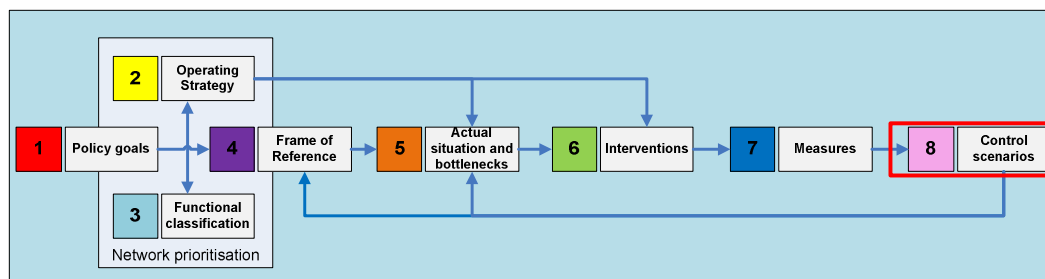 1
Policy goals
2
Operating
Strategy
3
Functional
classification
Network prioritisation
4
Frame of
Reference
5
Actual
situation and
bottlenecks
6
Interventions
7
Measures
8
Control
scenarios